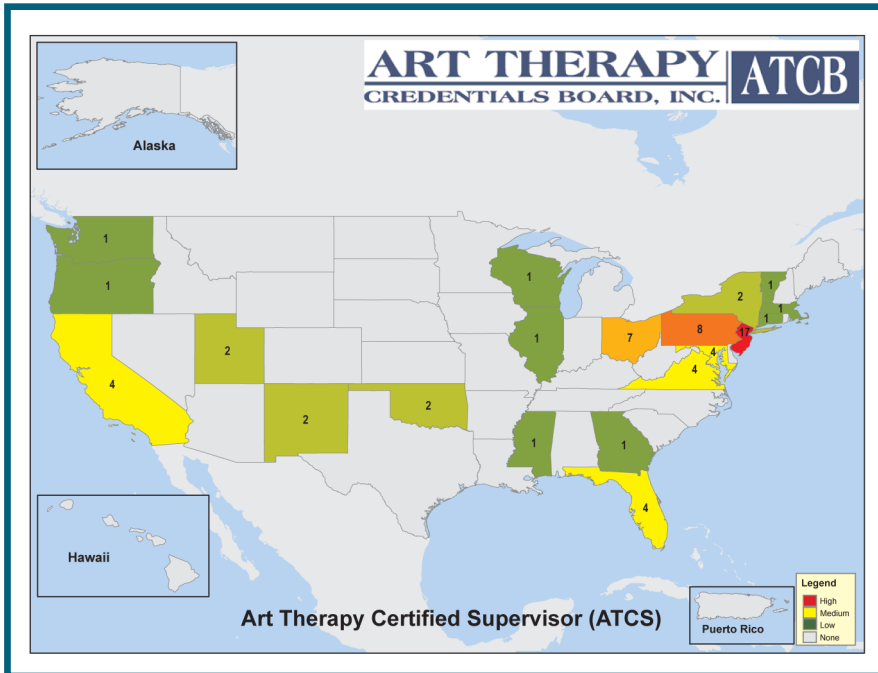 ART THERAPY
CREDENTIALS BOARD, INC.
ATCB
Alaska
1
1
1
1
2
1
1
1
7
8
17
4
4
4
2
2
2
1
1
4
Hawaii
Art Therapy Certified Supervisor (ATCS)
Puerto Rico
Legend
High
Medium
Low
None